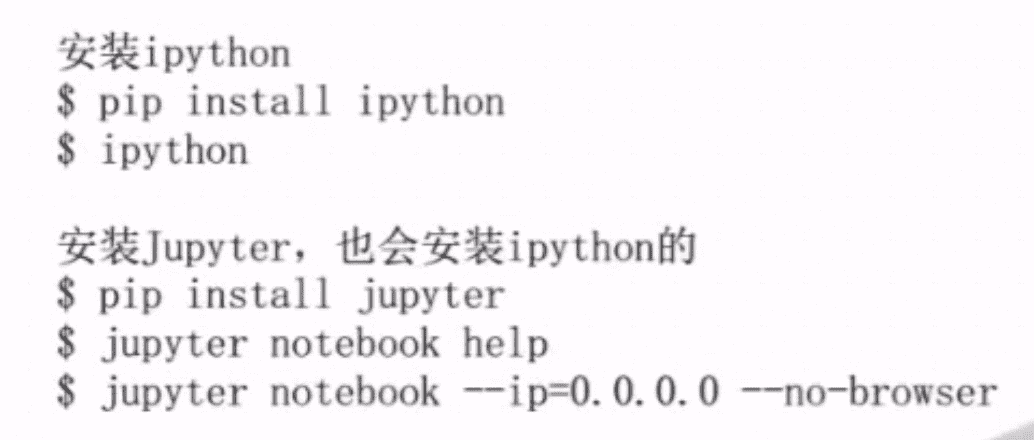 安装ipython
$ pip install ipython
$ ipython
安装Jupyter，也会安装ipython的
$ pip install jupyter
$ jupyter notebook help
$ jupyter notebook --ip=0.0.0.0 --no-browser